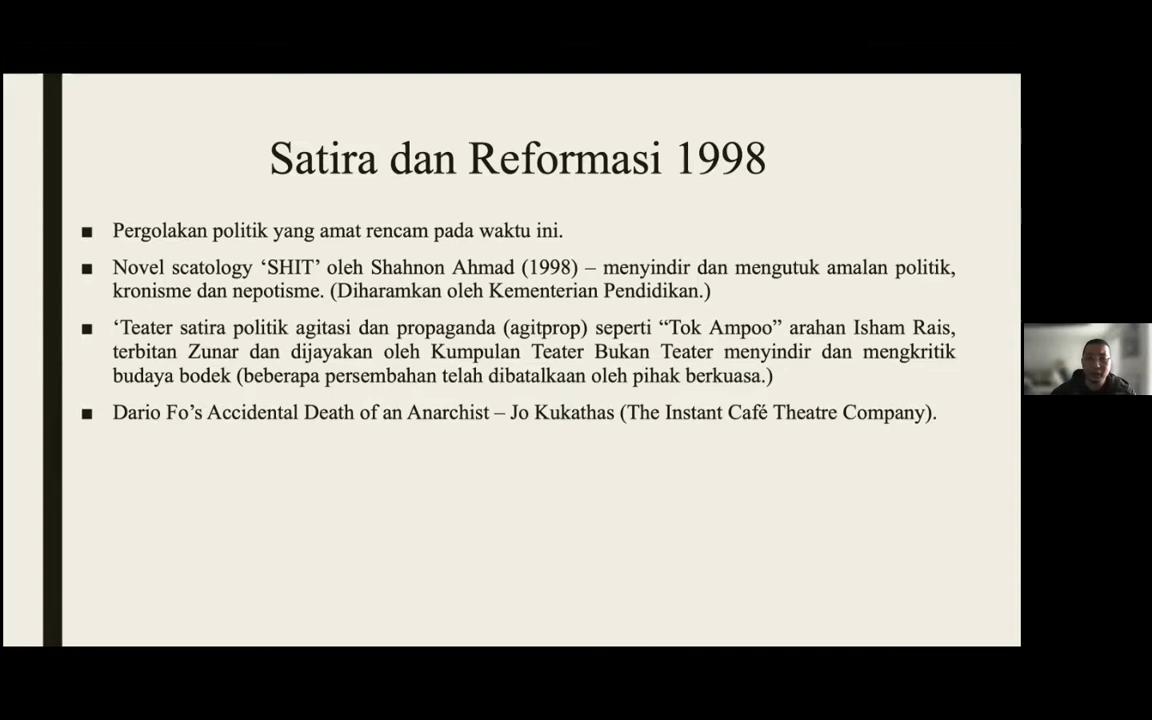 Satira dan Reformasi 1998
■ Pergolakan politik yang amat rencam pada waktu ini.
■ Novel scatology ‘SHIT’ oleh Shahnon Ahmad (1998) – menyindir dan mengutuk amalan politik,
kronisme dan nepotisme. (Diharamkan oleh Kementerian Pendidikan.)
■ ‘Teater satira politik agitasi dan propaganda (agitprop) seperti “Tok Ampoo” arahan Isham Rais,
terbitan Zunar dan dijayakan oleh Kumpulan Teater Bukan Teater menyindir dan mengkritik
budaya bodek (beberapa persembahan telah dibatalkaan oleh pihak berkuasa.)
■ Dario Fo’s Accidental Death of an Anarchist – Jo Kukathas (The Instant Café Theatre Company).